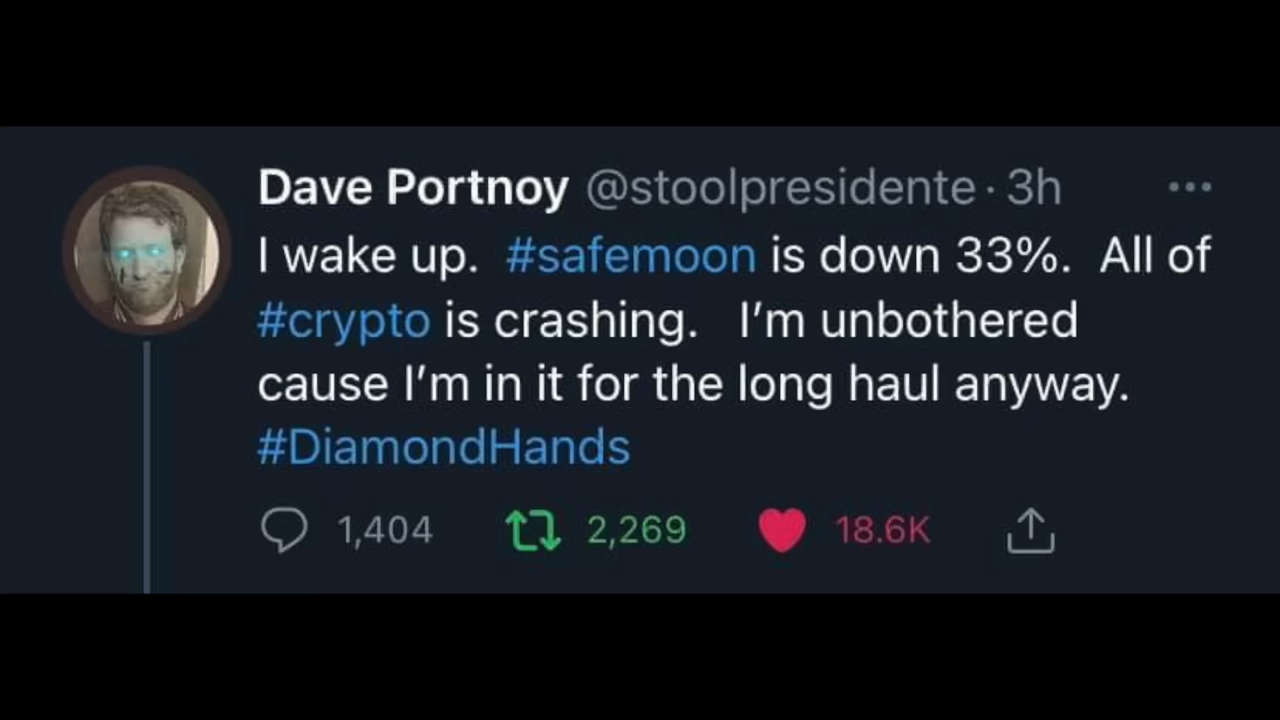 Dave Portnoy @stoolpresidente · 3h
I wake up.  #safemoon is down 33%.  All of
#crypto is crashing.   I’m unbothered
cause I’m in it for the long haul anyway.
#DiamondHands
1,404 2,269 18.6K